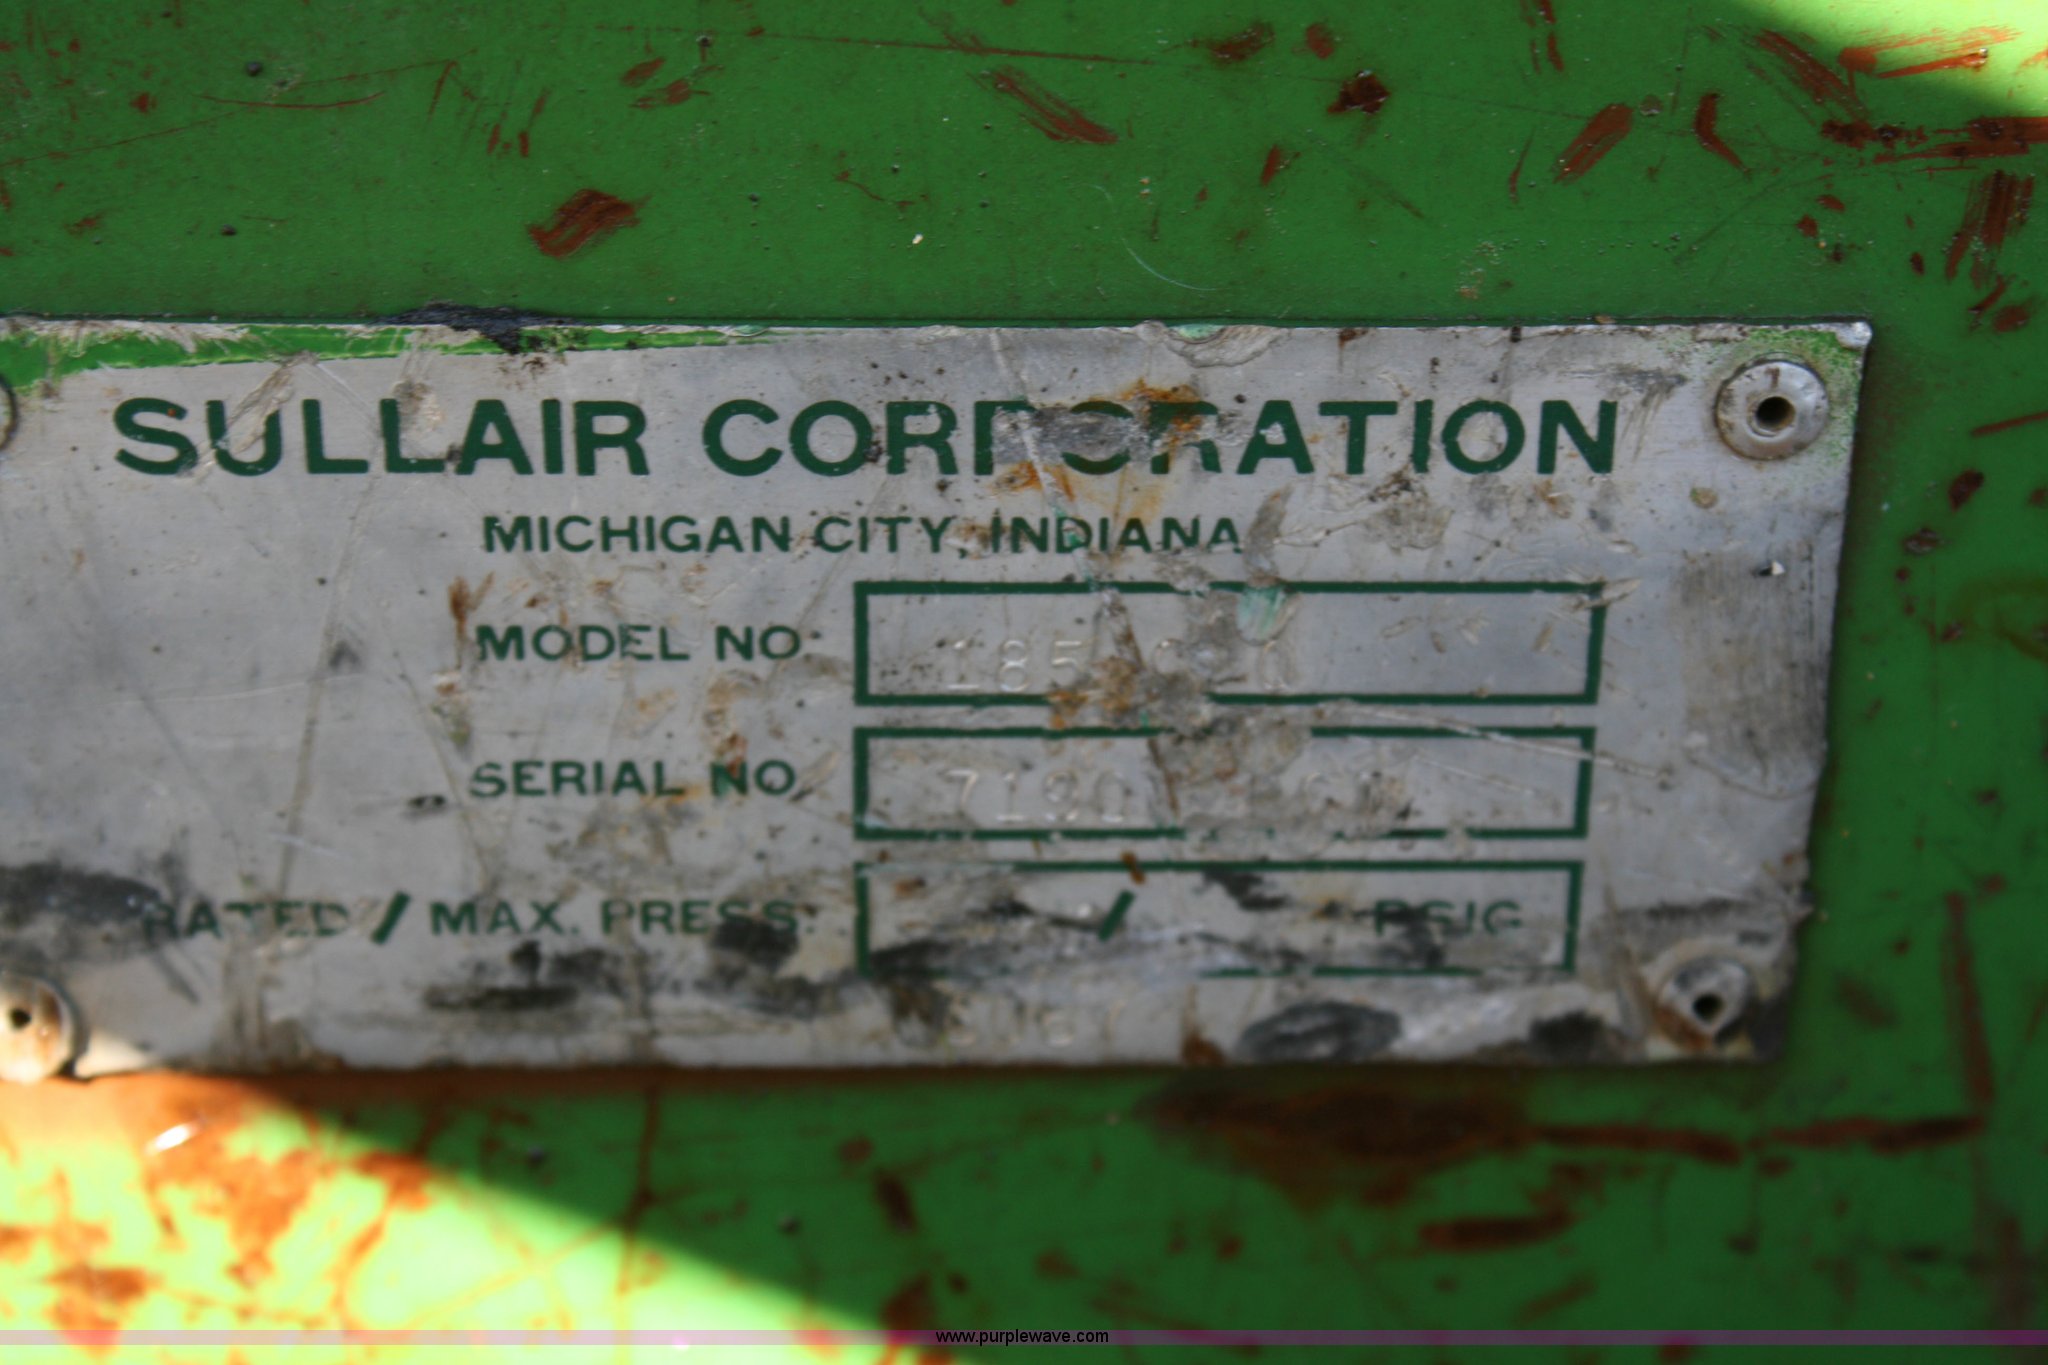 SULLAIR CORPORATION
MICHIGAN CITY, INDIANA
MODEL NO.
SERIAL NO.
RATED / MAX. PRESS. / PSIG
www.purplewave.com